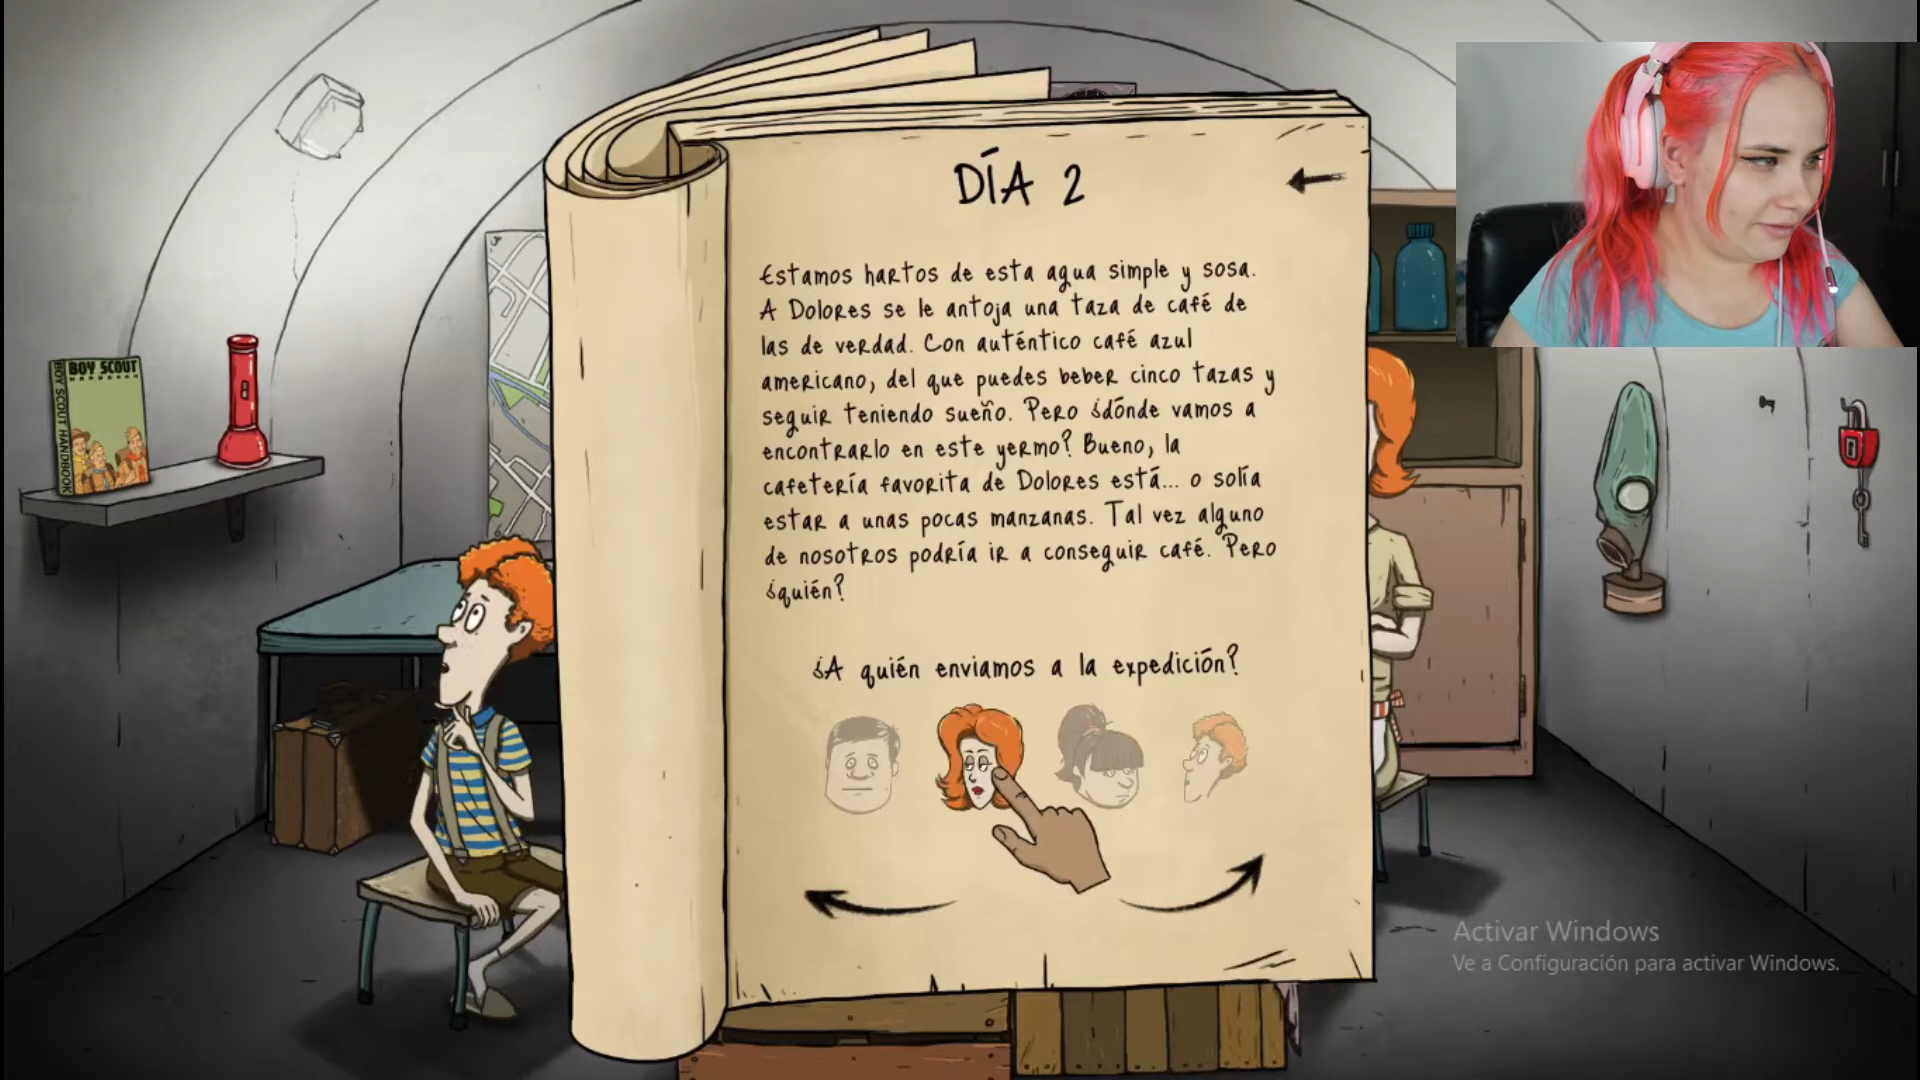 DÍA 2
Estamos hartos de esta agua simple y sosa.
A Dolores se le antoja una taza de café de
las de verdad. Con auténtico café azul
americano, del que puedes beber cinco tazas y
seguir teniendo sueño. Pero ¿dónde vamos a
encontrarlo en este yermo? Bueno, la
cafetería favorita de Dolores está... o solía
estar a unas pocas manzanas. Tal vez alguno
de nosotros podría ir a conseguir café. Pero
¿quién?
¿A quién enviamos a la expedición?
BOY SCOUT
HANDBOOK
BOY SCOUT HANDBOOK
Activar Windows
Ve a Configuración para activar Windows.